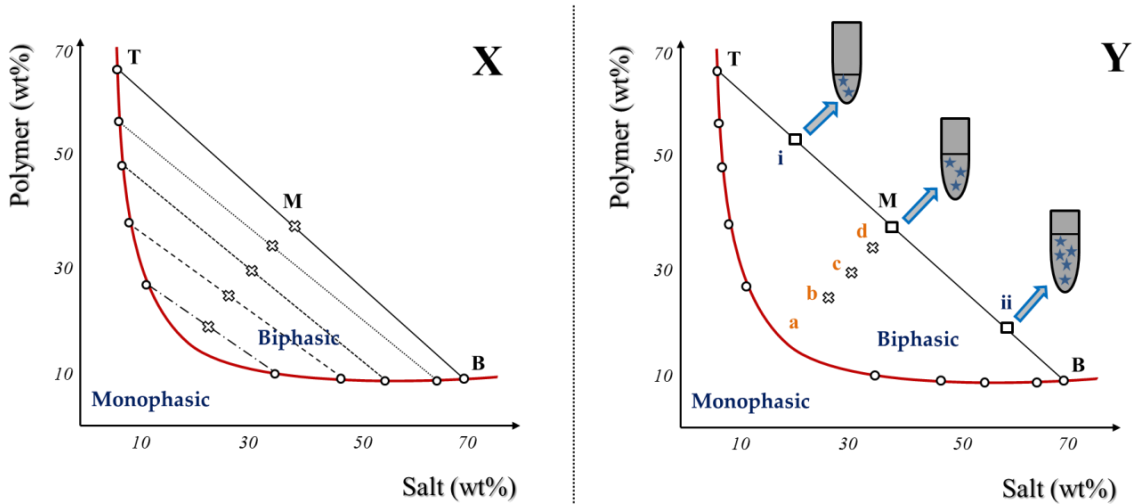 X
Polymer (wt%)
70
50
30
10
T
M
B
Biphasic
Monophasic
10
30
50
70
Salt (wt%)
Y
Polymer (wt%)
70
50
30
10
T
i
M
d
c
b
a
ii
B
Biphasic
Monophasic
10
30
50
70
Salt (wt%)